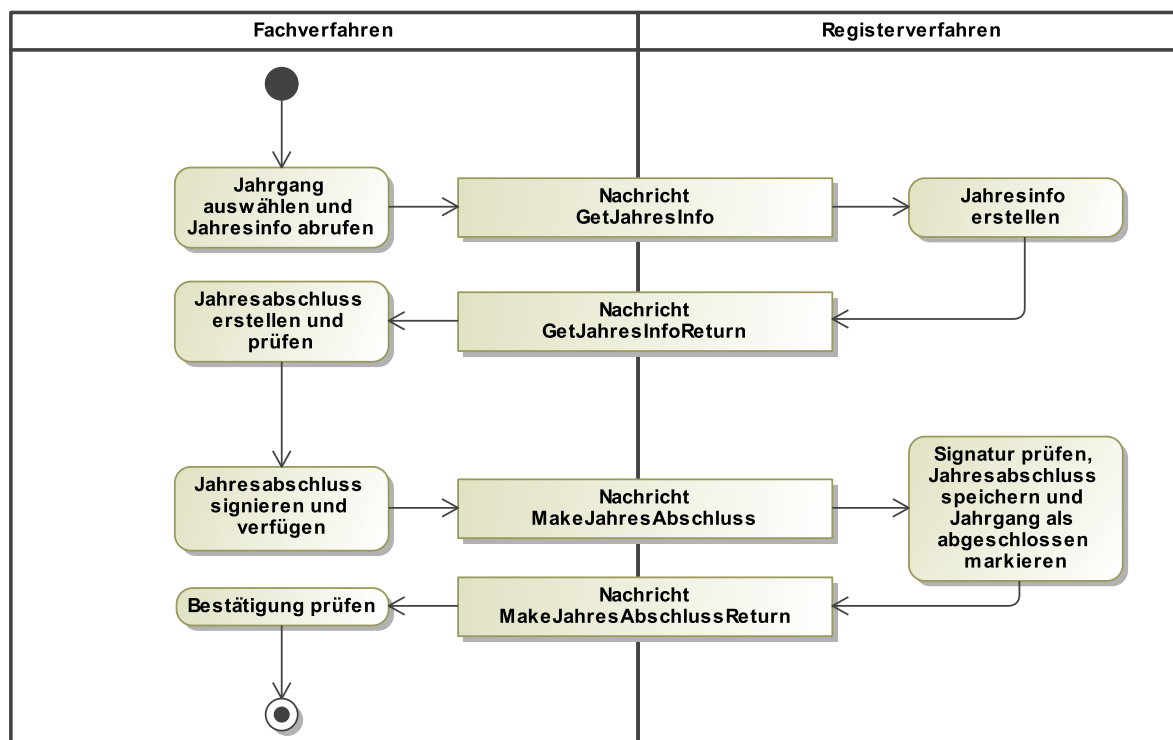 Fachverfahren
Registerverfahren
Jahrgang
auswählen und
Jahresinfo abrufen
Nachricht
GetJahresInfo
Jahresinfo
erstellen
Jahresabschluss
erstellen und
prüfen
Nachricht
GetJahresInfoReturn
Jahresabschluss
signieren und
verfügen
Nachricht
MakeJahresAbschluss
Signatur prüfen,
Jahresabschluss
speichern und
Jahrgang als
abgeschlossen
markieren
Bestätigung prüfen
Nachricht
MakeJahresAbschlussReturn